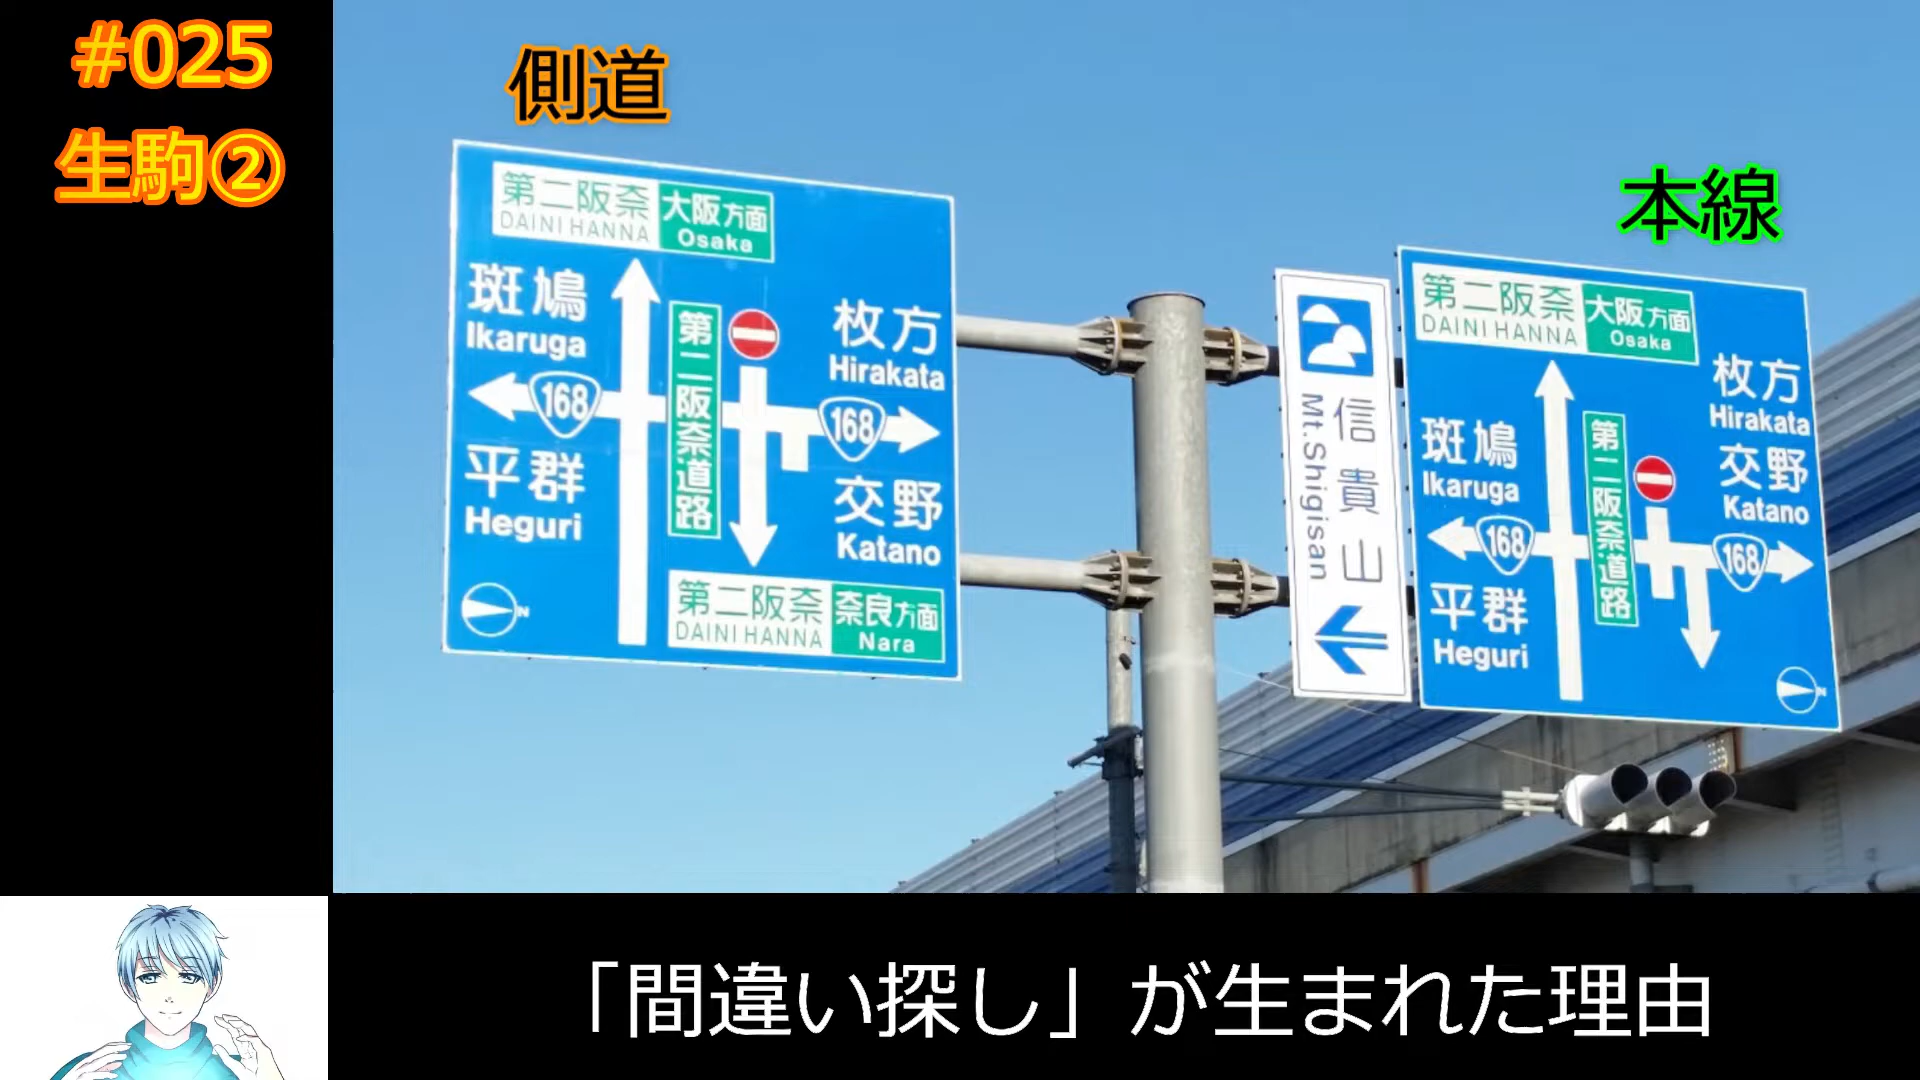 #025
生駒②
側道
本線
第二阪奈
DAINI HANNA
大阪方面
Osaka
斑鳩
Ikaruga
168
平群
Heguri
第二阪奈道路
枚方
Hirakata
168
交野
Katano
第二阪奈
DAINI HANNA
奈良方面
Nara
N
信貴山
Mt.Shigisan
第二阪奈
DAINI HANNA
大阪方面
Osaka
枚方
Hirakata
交野
Katano
斑鳩
Ikaruga
168
平群
Heguri
第二阪奈道路
168
N
「間違い探し」が生まれた理由